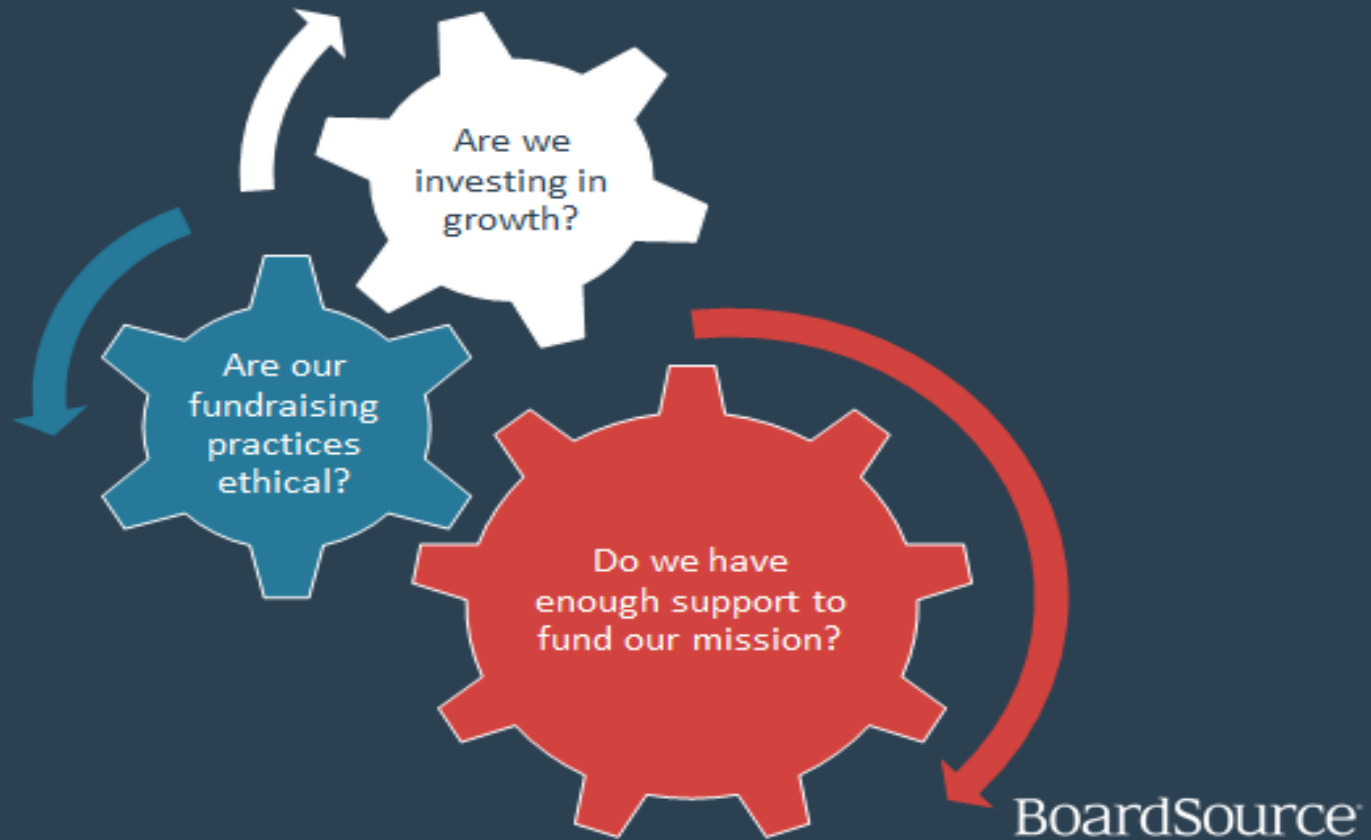 Are we
investing in
growth?
Are our
fundraising
practices
ethical?
Do we have
enough support to
fund our mission?
BoardSource